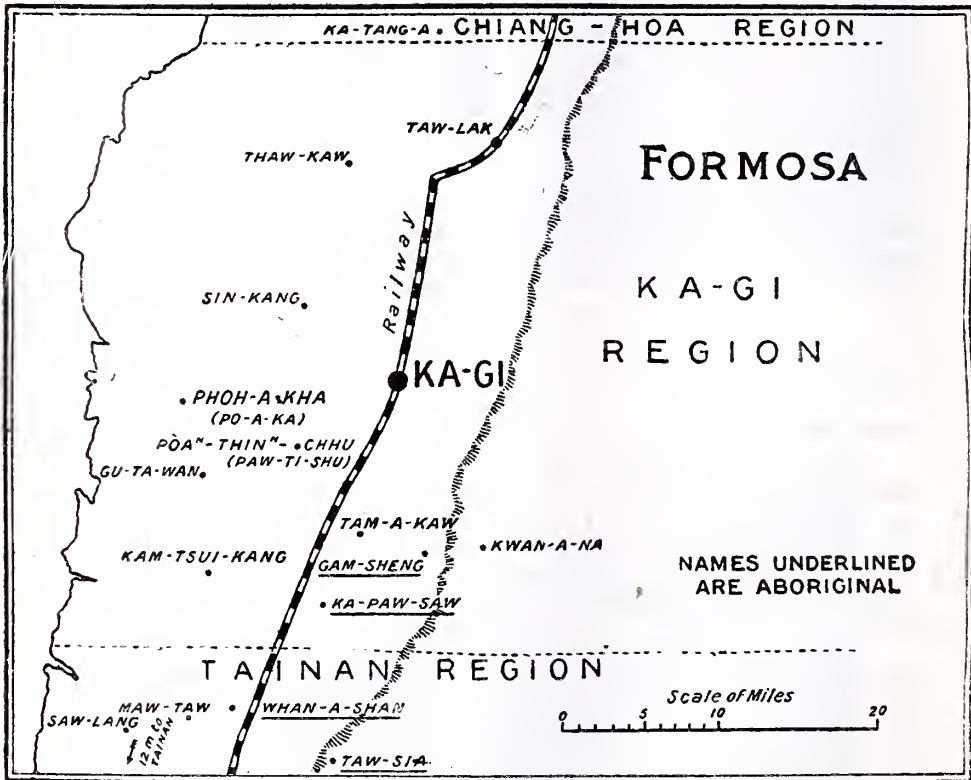 KA-TANG-A
CHIANG-HOA REGION
TAW-LAK
THAW-KAW
FORMOSA
Railway
SIN-KANG
KA-GI
REGION
KA-GI
PHOH-A-KHA
(PO-A-KA)
PÒAᴺ-THINᴺ-CHHU
(PAW-TI-SHU)
GU-TA-WAN
TAM-A-KAW
KWAN-A-NA
KAM-TSUI-KANG
GAM-SHENG
NAMES UNDERLINED
ARE ABORIGINAL
KA-PAW-SAW
TAINAN REGION
Scale of Miles
0 5 10 20
MAW-TAW
WHAN-A-SHAN
SAW-LANG
12 m to
TAINAN
TAW-SIA